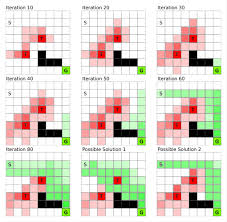 Iteration 10
Iteration 20
Iteration 30
S
S
S
T
T
T
T
T
T
G
G
G
Iteration 40
Iteration 50
Iteration 60
S
S
S
G
G
G
Iteration 80
Possible Solution 1
Possible Solution 2
S
S
S
G
G
G